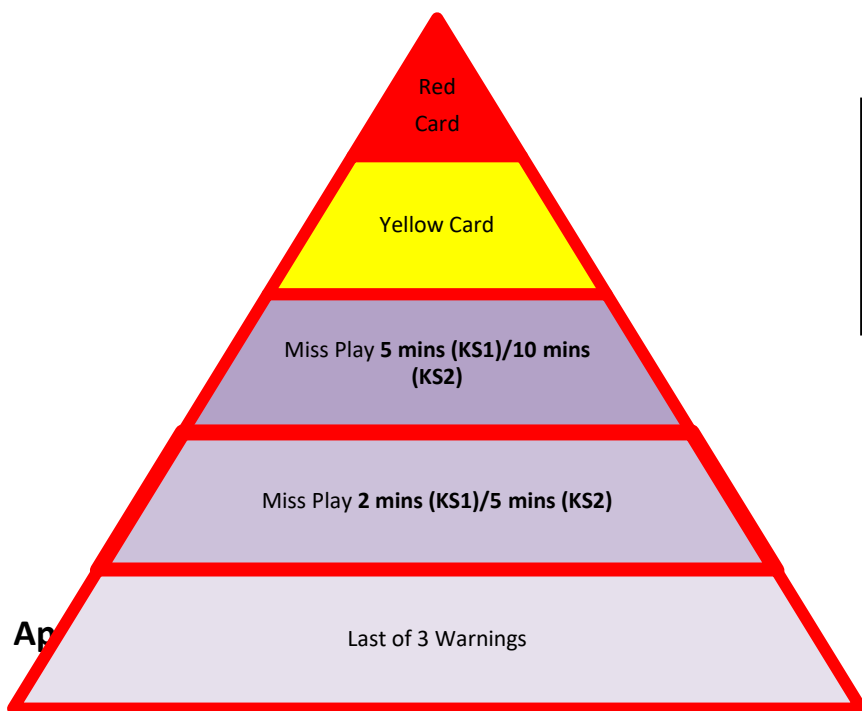 Red
Card
Yellow Card
Miss Play 5 mins (KS1)/10 mins
(KS2)
Miss Play 2 mins (KS1)/5 mins (KS2)
Ap
Last of 3 Warnings